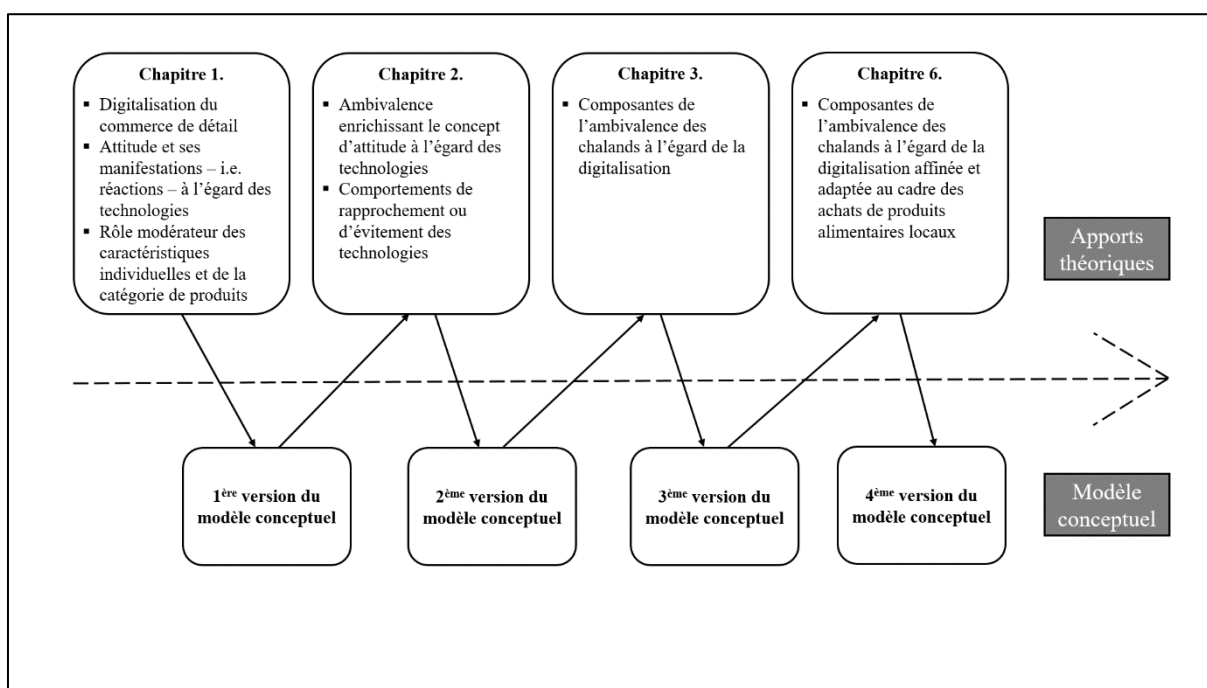 Chapitre 1.
▪ Digitalisation du
commerce de détail
▪ Attitude et ses
manifestations – i.e.
réactions – à l’égard des
technologies
▪ Rôle modérateur des
caractéristiques
individuelles et de la
catégorie de produits
Chapitre 2.
▪ Ambivalence
enrichissant le concept
d’attitude à l’égard des
technologies
▪ Comportements de
rapprochement ou
d’évitement des
technologies
Chapitre 3.
▪ Composantes de
l’ambivalence des
chalands à l’égard de la
digitalisation
Chapitre 6.
▪ Composantes de
l’ambivalence des
chalands à l’égard de la
digitalisation affinée et
adaptée au cadre des
achats de produits
alimentaires locaux
Apports
théoriques
1ère version du
modèle conceptuel
2ème version du
modèle conceptuel
3ème version du
modèle conceptuel
4ème version du
modèle conceptuel
Modèle
conceptuel